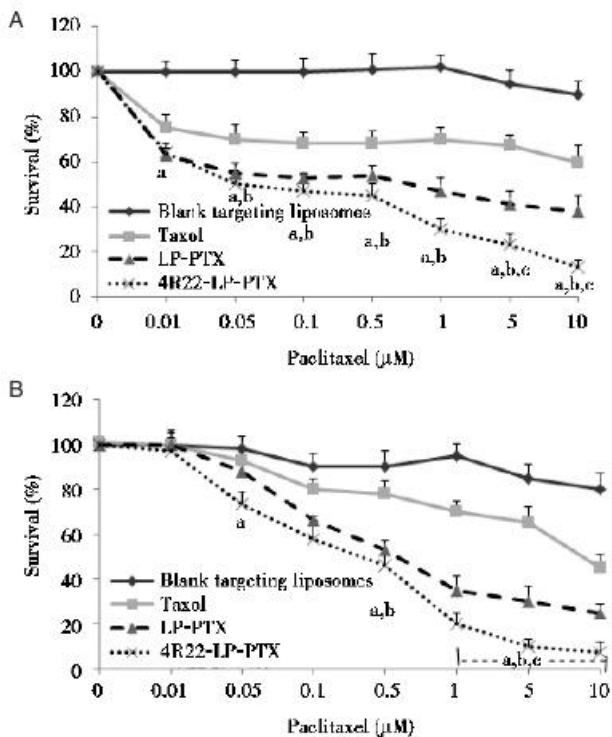 A
120
100
80
60
40
20
0
Survival (%)
Blank targeting liposomes
Taxol
LP-PTX
4R22-LP-PTX
a
a,b
a,b
a,b
a,b
a,b,c
a,b,c
0 0.01 0.05 0.1 0.5 1 5 10
Paclitaxel (μM)
B
120
100
80
60
40
20
0
Survival (%)
Blank targeting liposomes
Taxol
LP-PTX
4R22-LP-PTX
a
a,b
a,b,c
0 0.01 0.05 0.1 0.5 1 5 10
Paclitaxel (μM)